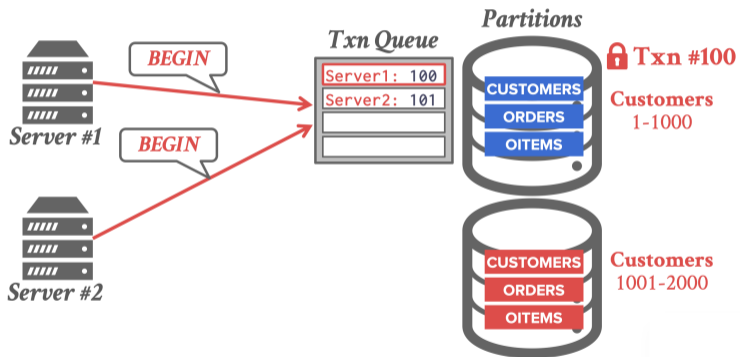 Partitions
Txn Queue
BEGIN
Server1: 100
Server2: 101
Txn #100
CUSTOMERS
ORDERS
OITEMS
Customers
1-1000
Server #1
BEGIN
Server #2
CUSTOMERS
ORDERS
OITEMS
Customers
1001-2000